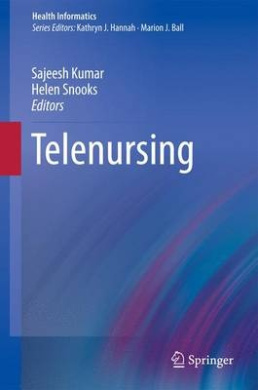 Health Informatics
Series Editors: Kathryn J. Hannah · Marion J. Ball
Sajeesh Kumar
Helen Snooks
Editors
Telenursing
Springer